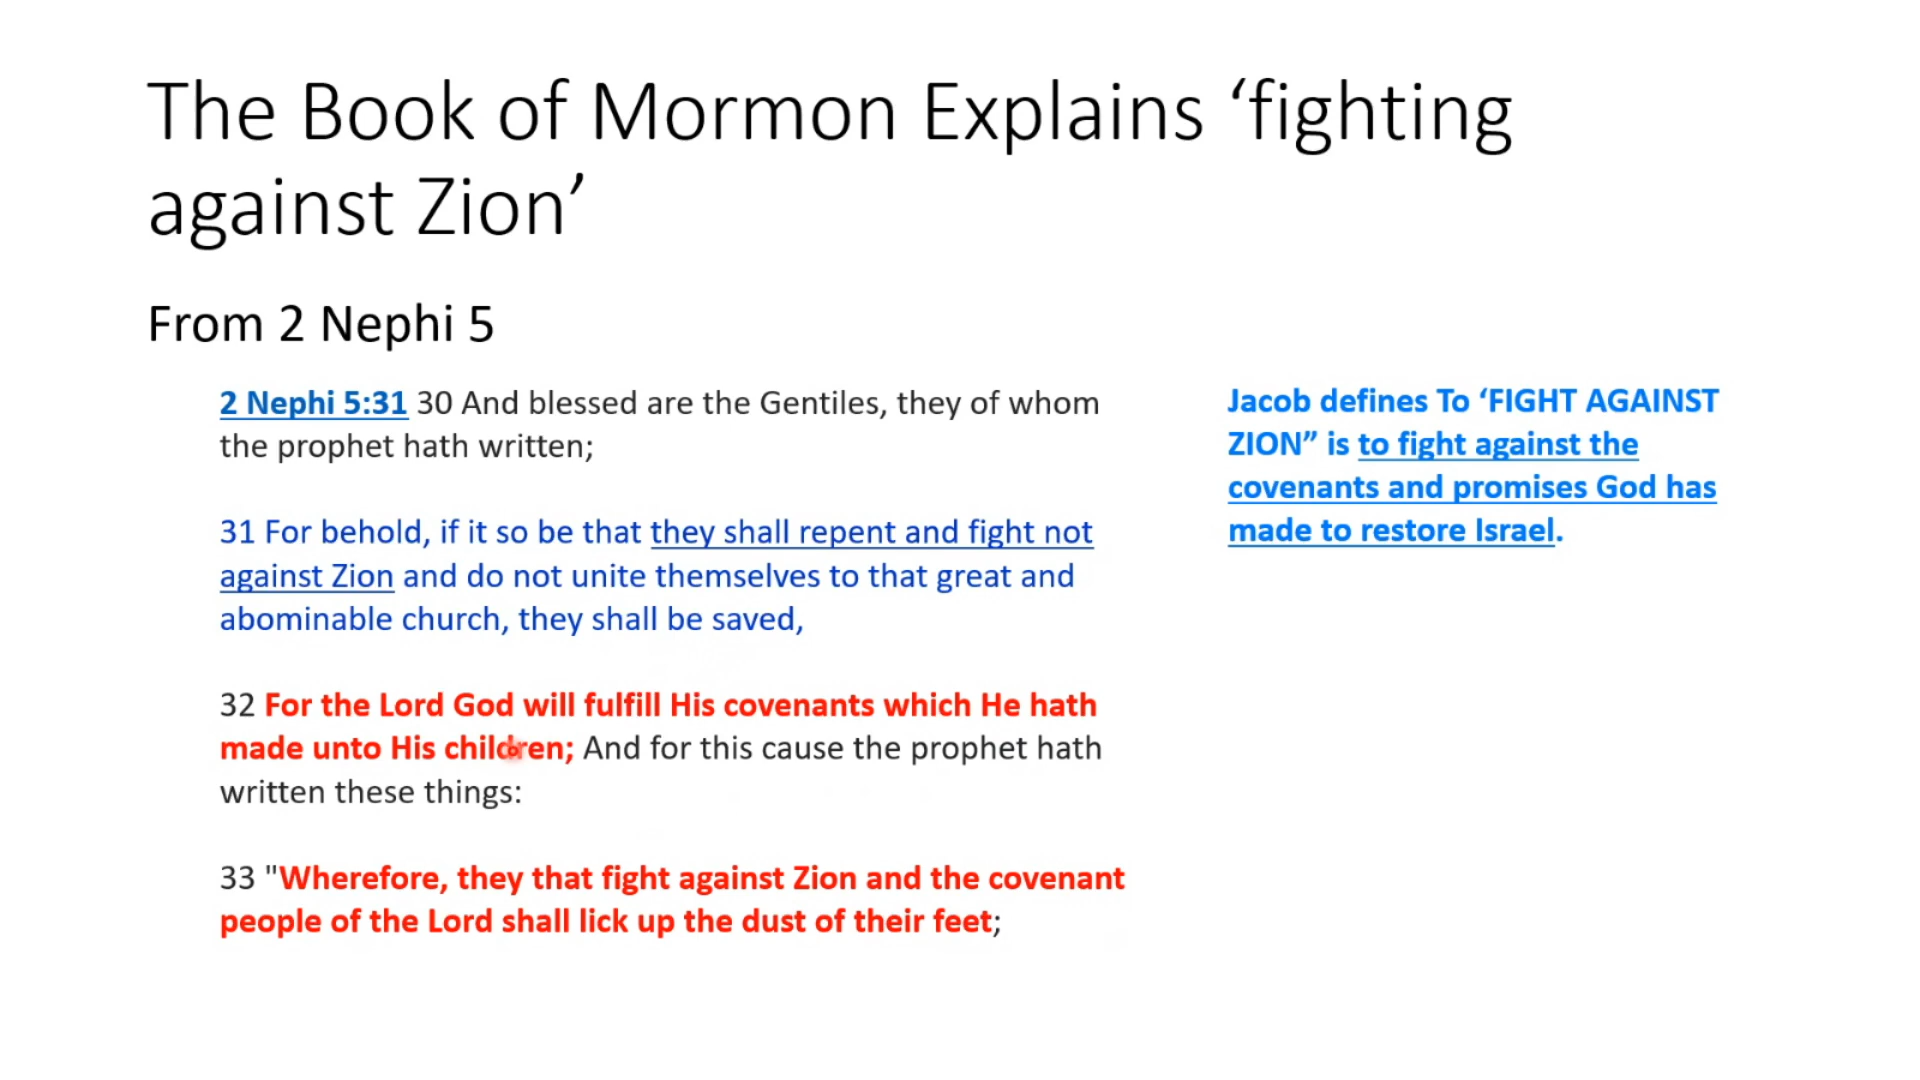 The Book of Mormon Explains ‘fighting
against Zion’
From 2 Nephi 5
2 Nephi 5:31 30 And blessed are the Gentiles, they of whom
the prophet hath written;
31 For behold, if it so be that they shall repent and fight not
against Zion and do not unite themselves to that great and
abominable church, they shall be saved,
32 For the Lord God will fulfill His covenants which He hath
made unto His children; And for this cause the prophet hath
written these things:
33 "Wherefore, they that fight against Zion and the covenant
people of the Lord shall lick up the dust of their feet;
Jacob defines To ‘FIGHT AGAINST
ZION” is to fight against the
covenants and promises God has
made to restore Israel.